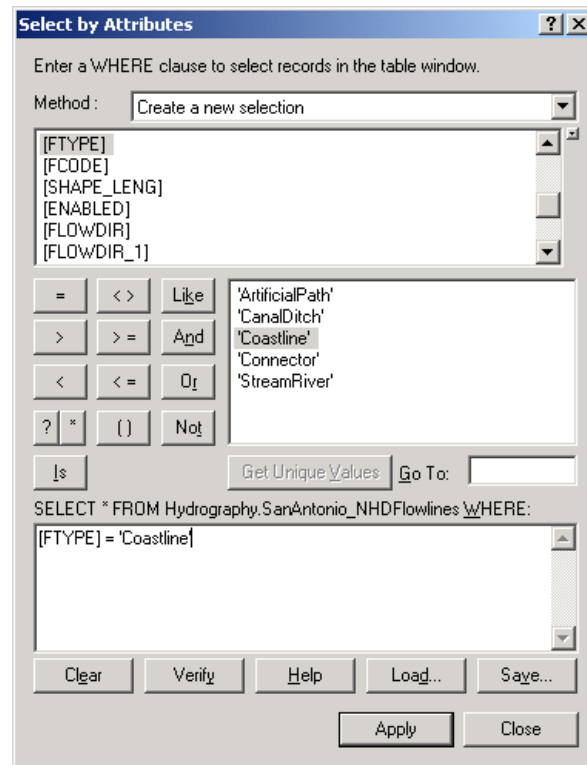 Select by Attributes
Enter a WHERE clause to select records in the table window.
Method : Create a new selection
[FTYPE]
[FCODE]
[SHAPE_LENG]
[ENABLED]
[FLOWDIR]
[FLOWDIR_1]
= < > Like
> > = And
< < = Or
? * ( ) Not
Is
'ArtificialPath'
'CanalDitch'
'Coastline'
'Connector'
'StreamRiver'
Get Unique Values Go To:
SELECT * FROM Hydrography.SanAntonio_NHDFlowlines WHERE:
[FTYPE] = 'Coastline'
Clear Verify Help Load... Save...
Apply Close